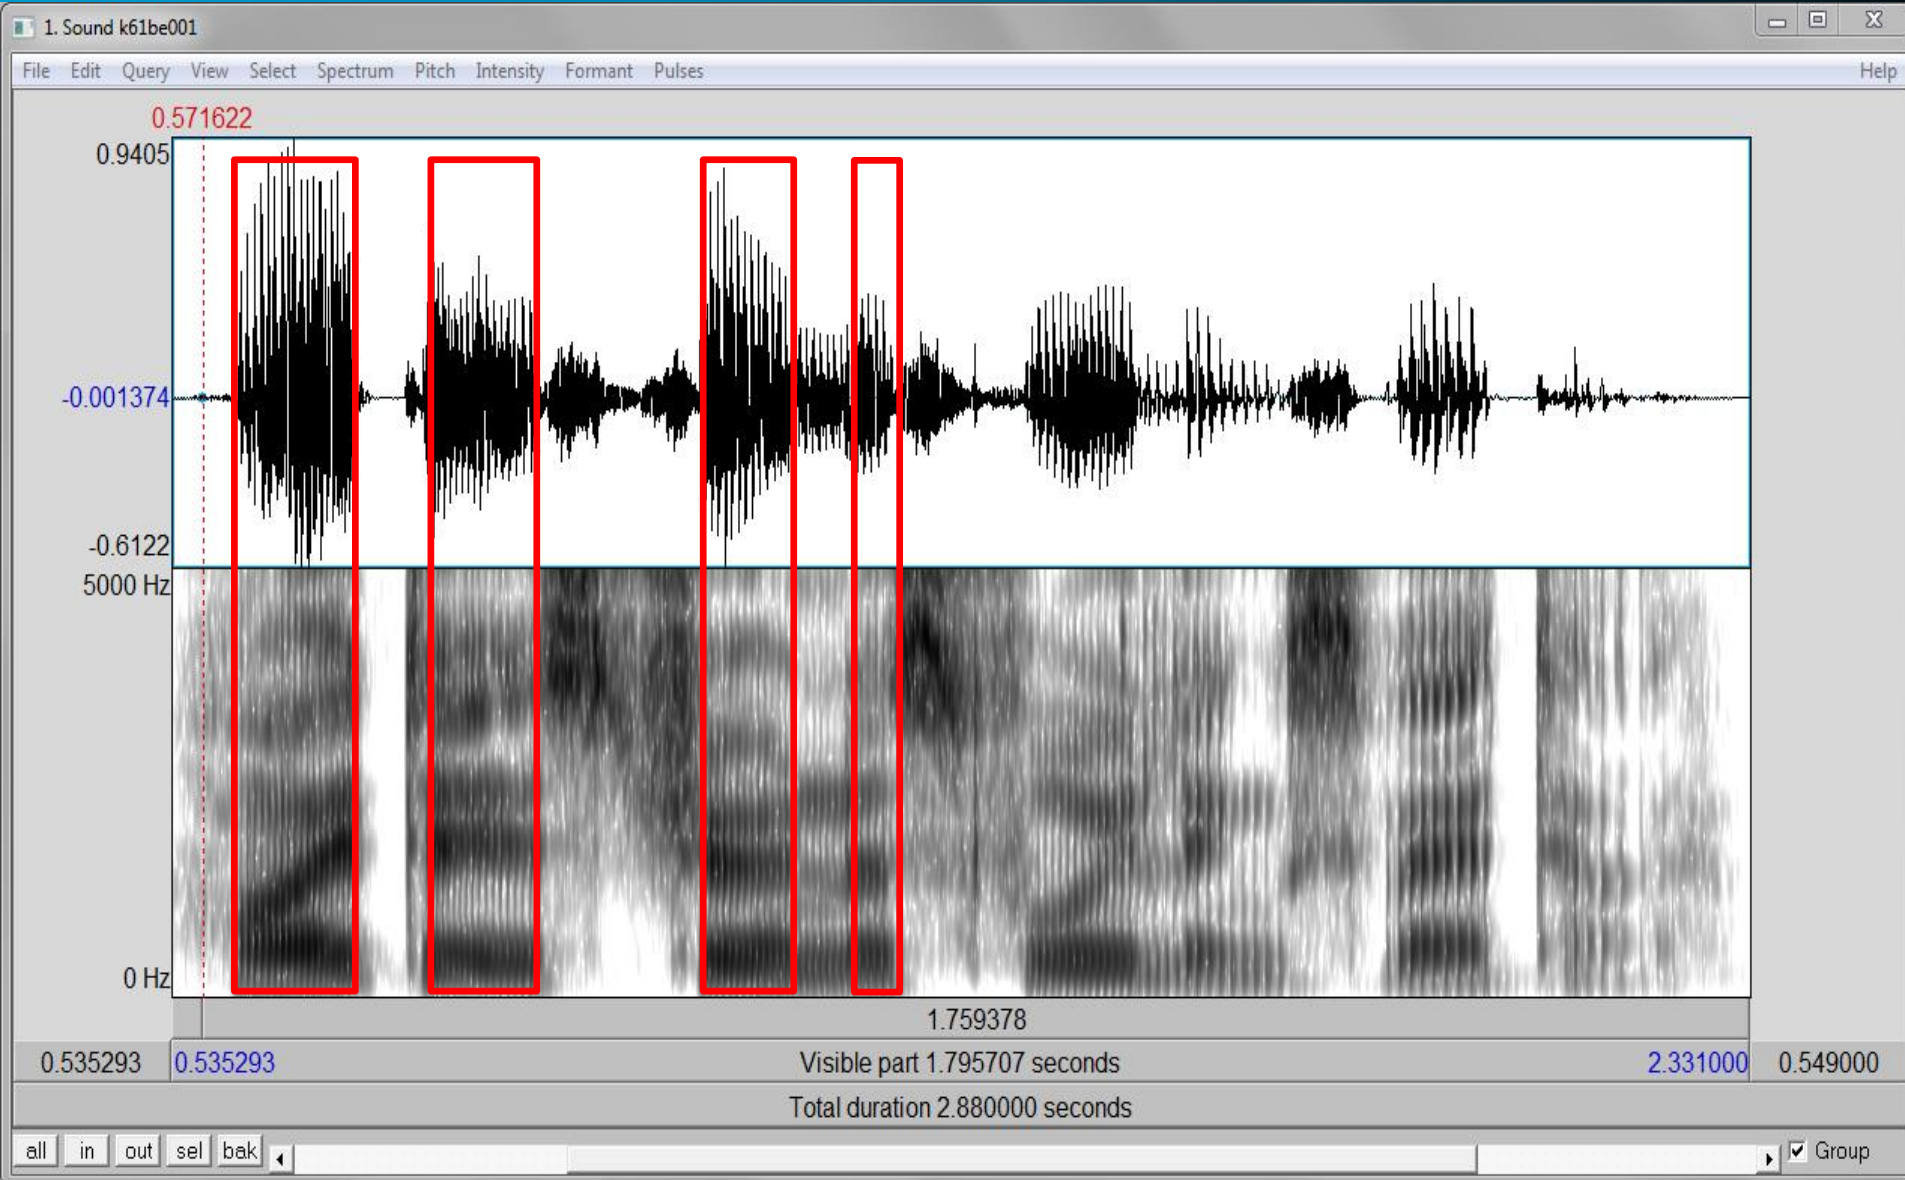 1. Sound k61be001
File Edit Query View Select Spectrum Pitch Intensity Formant Pulses Help
0.571622
0.9405
-0.001374
-0.6122
5000 Hz
0 Hz
1.759378
0.535293 0.535293 Visible part 1.795707 seconds 2.331000 0.549000
Total duration 2.880000 seconds
all in out sel bak Group